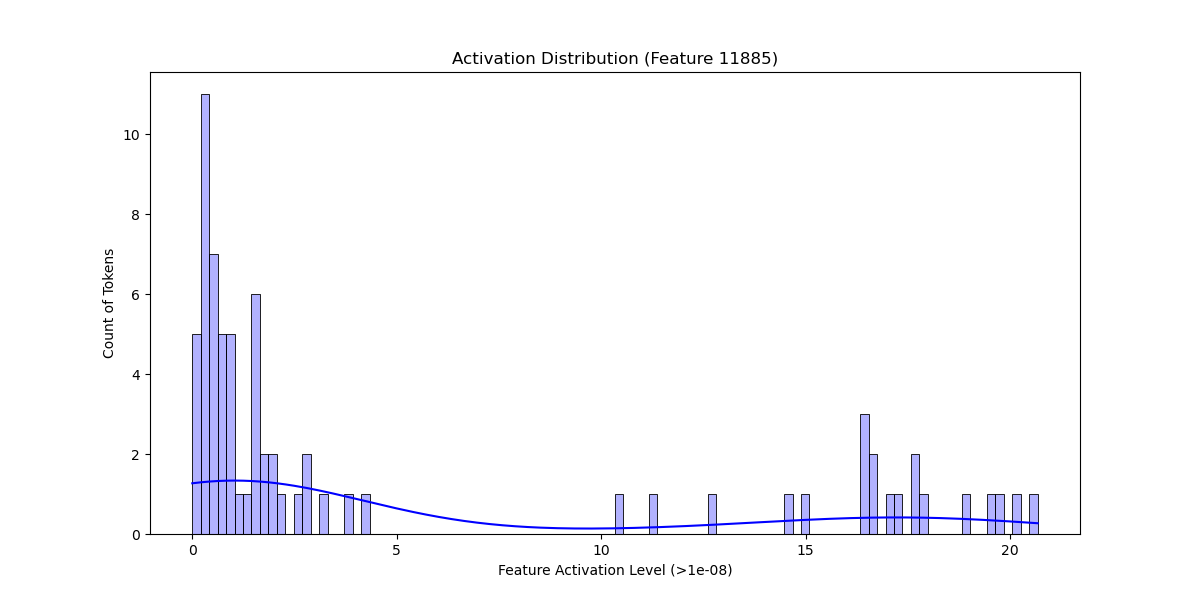 Activation Distribution (Feature 11885)
Count of Tokens
10
8
6
4
2
0
0 5 10 15 20
Feature Activation Level (>1e-08)